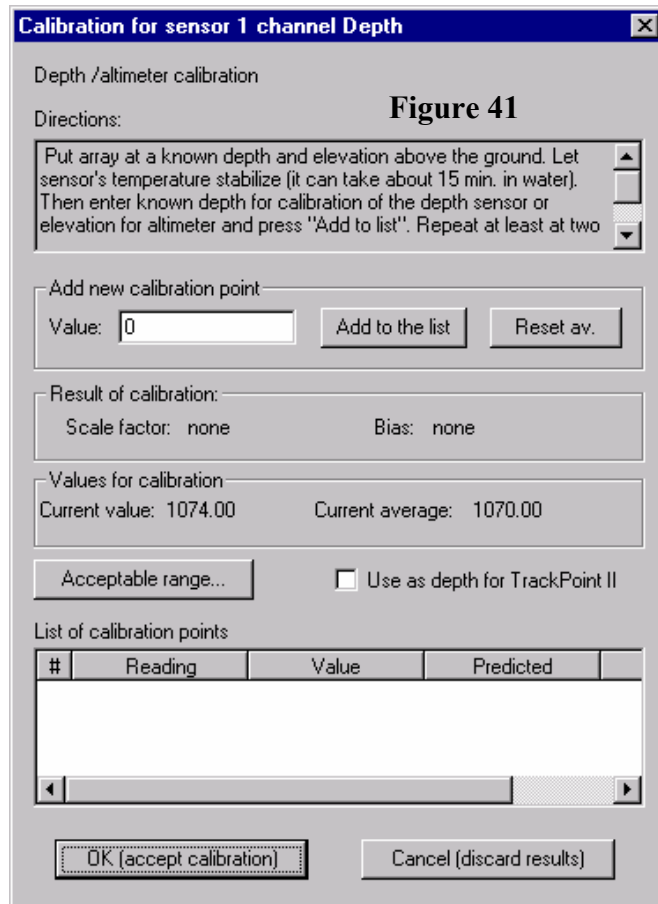 Calibration for sensor 1 channel Depth
Depth /altimeter calibration
Figure 41
Directions:
Put array at a known depth and elevation above the ground. Let
sensor's temperature stabilize (it can take about 15 min. in water).
Then enter known depth for calibration of the depth sensor or
elevation for altimeter and press "Add to list". Repeat at least at two
Add new calibration point
Value: 0 Add to the list Reset av.
Result of calibration:
Scale factor: none Bias: none
Values for calibration
Current value: 1074.00 Current average: 1070.00
Acceptable range... Use as depth for TrackPoint II
List of calibration points
# Reading Value Predicted
OK (accept calibration) Cancel (discard results)